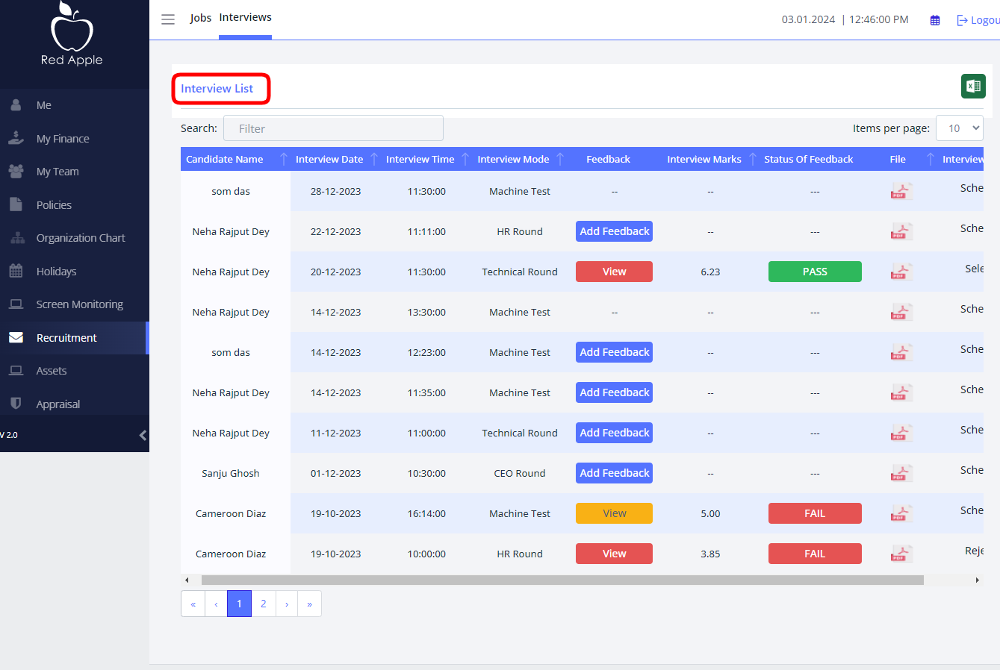 Red Apple
Me
My Finance
My Team
Policies
Organization Chart
Holidays
Screen Monitoring
Recruitment
Assets
Appraisal
V 2.0
Jobs Interviews
03.01.2024 | 12:46:00 PM
Logou
Interview List
Search: Filter
Items per page: 10
Candidate Name Interview Date Interview Time Interview Mode Feedback Interview Marks Status Of Feedback File Interview
som das 28-12-2023 11:30:00 Machine Test -- -- --- PDF Sche
Neha Rajput Dey 22-12-2023 11:11:00 HR Round Add Feedback -- --- PDF Sche
Neha Rajput Dey 20-12-2023 11:30:00 Technical Round View 6.23 PASS PDF Sele
Neha Rajput Dey 14-12-2023 13:30:00 Machine Test -- -- --- PDF Sche
som das 14-12-2023 12:23:00 Machine Test Add Feedback -- --- PDF Sche
Neha Rajput Dey 14-12-2023 11:35:00 Machine Test Add Feedback -- --- PDF Sche
Neha Rajput Dey 11-12-2023 11:00:00 Technical Round Add Feedback -- --- PDF Sche
Sanju Ghosh 01-12-2023 10:30:00 CEO Round Add Feedback -- --- PDF Sche
Cameroon Diaz 19-10-2023 16:14:00 Machine Test View 5.00 FAIL PDF Sche
Cameroon Diaz 19-10-2023 10:00:00 HR Round View 3.85 FAIL PDF Reje
« ‹ 1 2 › »